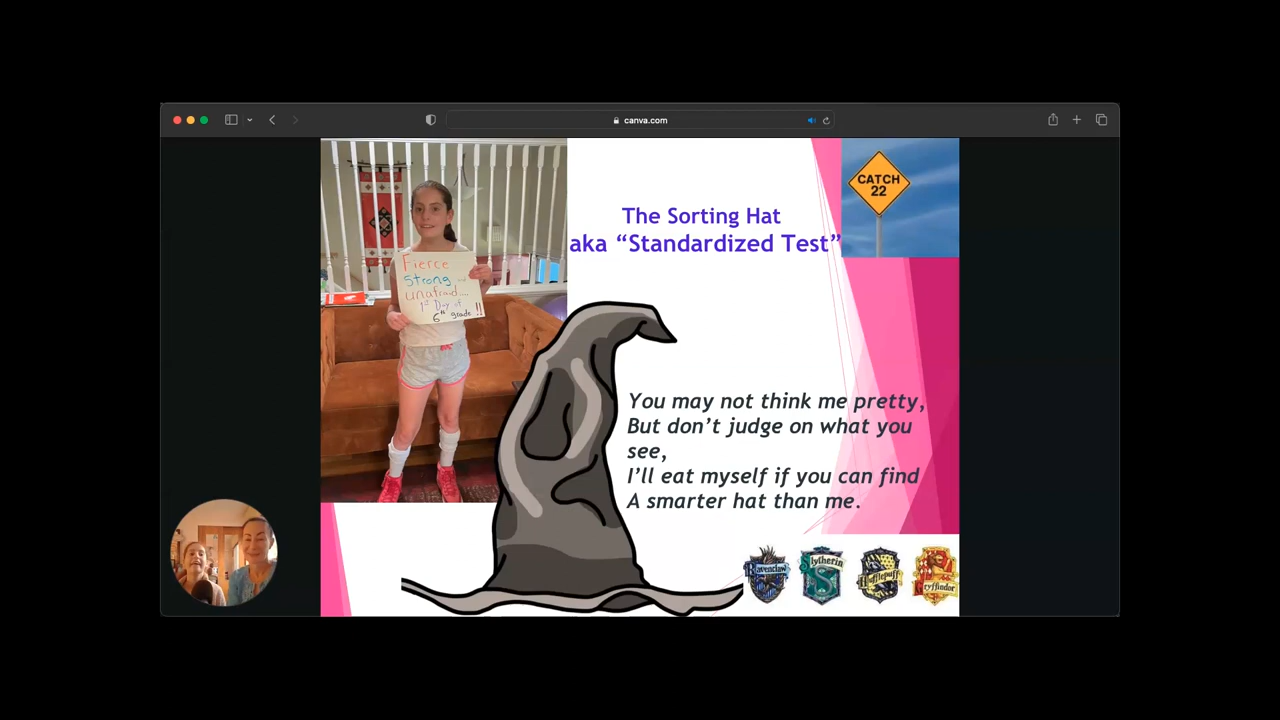 canva.com
CATCH
22
The Sorting Hat
aka “Standardized Test”
Fierce
Strong
unafraid....
1st Day of
6th grade !!
You may not think me pretty,
But don’t judge on what you
see,
I’ll eat myself if you can find
A smarter hat than me.
Ravenclaw
Slytherin
Hufflepuff
Gryffindor